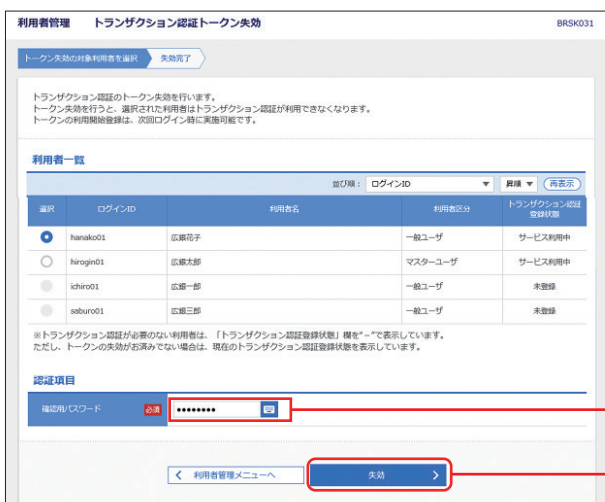 利用者管理 トランザクション認証トークン失効 BRSK031
トークン失効の対象利用者を選択 失効完了
トランザクション認証のトークン失効を行います。
トークン失効を行うと、選択された利用者はトランザクション認証が利用できなくなります。
トークンの利用開始登録は、次回ログイン時に実施可能です。
利用者一覧
並び順： ログインID 昇順 再表示
選択 ログインID 利用者名 利用者区分 トランザクション認証登録状態
hanako01 広銀花子 一般ユーザ サービス利用中
hirogin01 広銀太郎 マスターユーザ サービス利用中
ichiro01 広銀一郎 一般ユーザ 未登録
saburo01 広銀三郎 一般ユーザ 未登録
※トランザクション認証が必要のない利用者は、「トランザクション認証登録状態」欄を"－"で表示しています。
ただし、トークンの失効がお済みでない場合は、現在のトランザクション認証登録状態を表示しています。
認証項目
確認用パスワード 必須 ••••••••
利用者管理メニューへ 失効